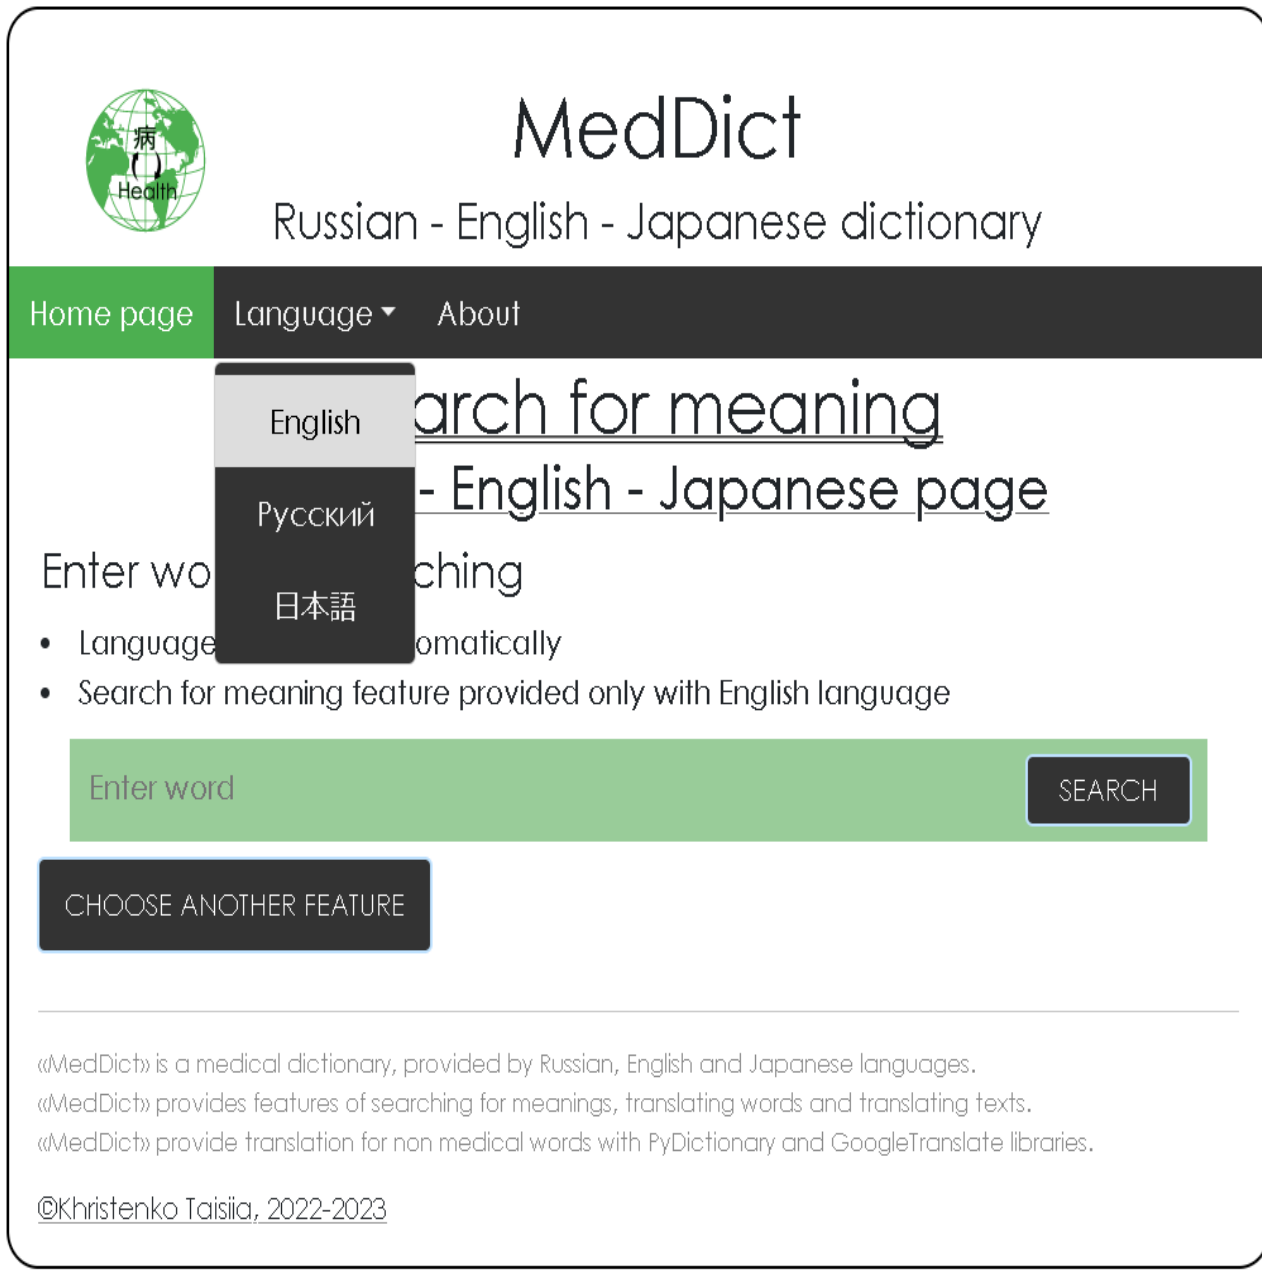 病
Health
MedDict
Russian - English - Japanese dictionary
Home page Language About
English
Русский
日本語
arch for meaning
- English - Japanese page
Enter wo ching
Language omatically
Search for meaning feature provided only with English language
Enter word SEARCH
CHOOSE ANOTHER FEATURE
«MedDict» is a medical dictionary, provided by Russian, English and Japanese languages.
«MedDict» provides features of searching for meanings, translating words and translating texts.
«MedDict» provide translation for non medical words with PyDictionary and GoogleTranslate libraries.
©Khristenko Taisiia, 2022-2023